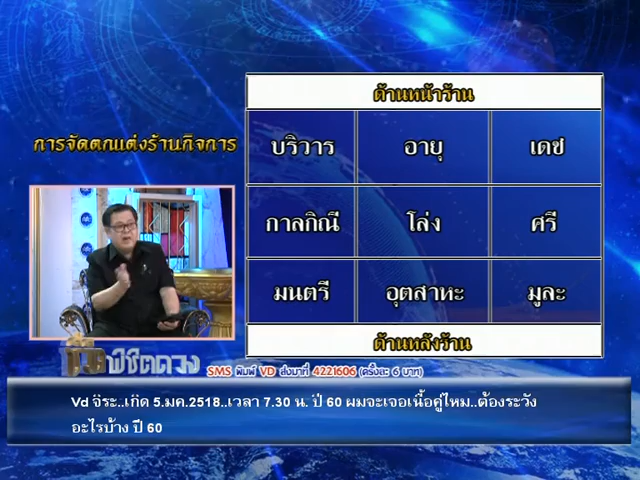 ด้านหน้าร้าน
การจัดตกแต่งร้านกิจการ
บริวาร อายุ เดช
กาลกิณี โล่ง ศรี
มนตรี อุตสาหะ มูละ
ด้านหลังร้าน
พิชิตดวง
SMS พิมพ์ VD ส่งมาที่ 4221606 (ครั้งละ 6 บาท)
Vd จิระ..เกิด 5.มค.2518..เวลา 7.30 น. ปี 60 ผมจะเจอเนื้อคู่ไหม..ต้องระวัง
อะไรบ้าง ปี 60